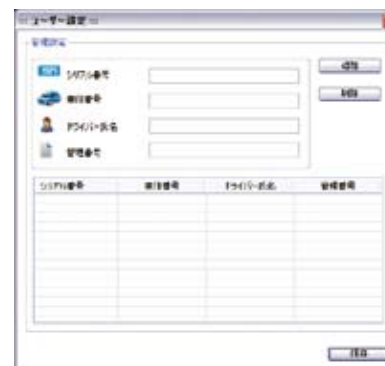 ユーザー設定
シリアル番号
車両番号
ドライバー氏名
管理番号
シリアル番号 車両番号 ドライバー氏名 管理番号